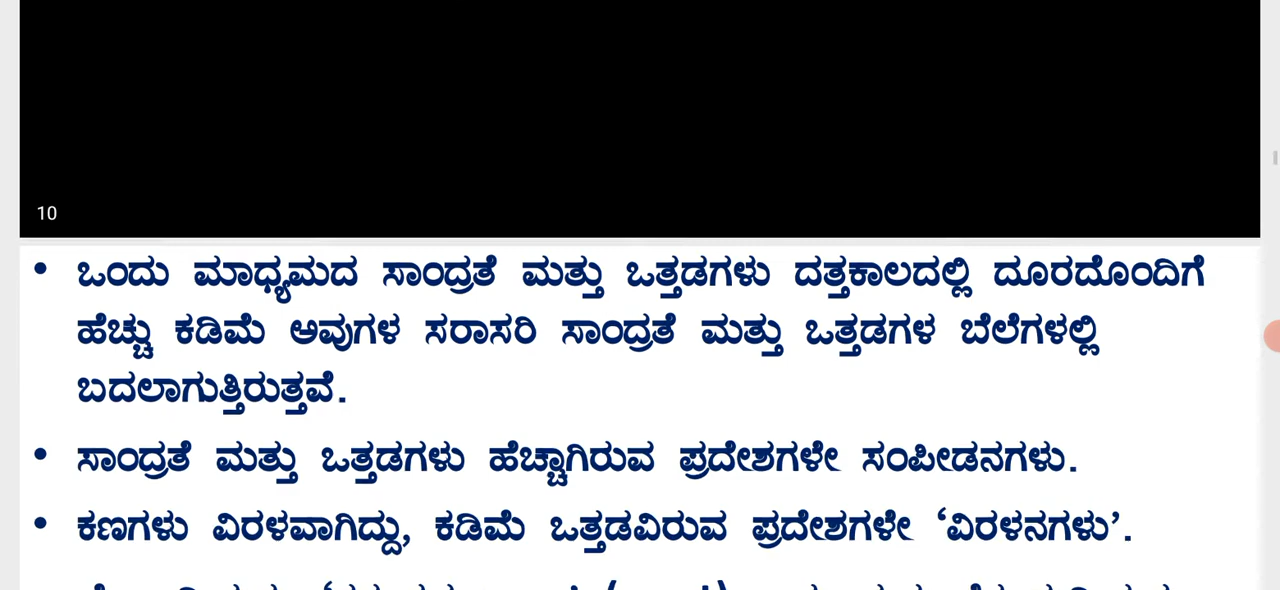 10
• ಒಂದು ಮಾಧ್ಯಮದ ಸಾಂದ್ರತೆ ಮತ್ತು ಒತ್ತಡಗಳು ದತ್ತಕಾಲದಲ್ಲಿ ದೂರದೊಂದಿಗೆ
ಹೆಚ್ಚು ಕಡಿಮೆ ಅವುಗಳ ಸರಾಸರಿ ಸಾಂದ್ರತೆ ಮತ್ತು ಒತ್ತಡಗಳ ಬೆಲೆಗಳಲ್ಲಿ
ಬದಲಾಗುತ್ತಿರುತ್ತವೆ.
• ಸಾಂದ್ರತೆ ಮತ್ತು ಒತ್ತಡಗಳು ಹೆಚ್ಚಾಗಿರುವ ಪ್ರದೇಶಗಳೇ ಸಂಪೀಡನಗಳು.
• ಕಣಗಳು ವಿರಳವಾಗಿದ್ದು, ಕಡಿಮೆ ಒತ್ತಡವಿರುವ ಪ್ರದೇಶಗಳೇ ‘ವಿರಳನಗಳು’.